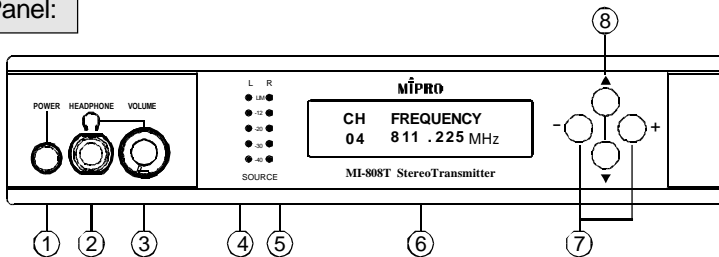 Panel:
8
L R
LIM
-12
-20
-30
-40
SOURCE
POWER HEADPHONE VOLUME
MIPRO
CH FREQUENCY
04 811 .225 MHz
MI-808T StereoTransmitter
- +
1 2 3 4 5 6 7